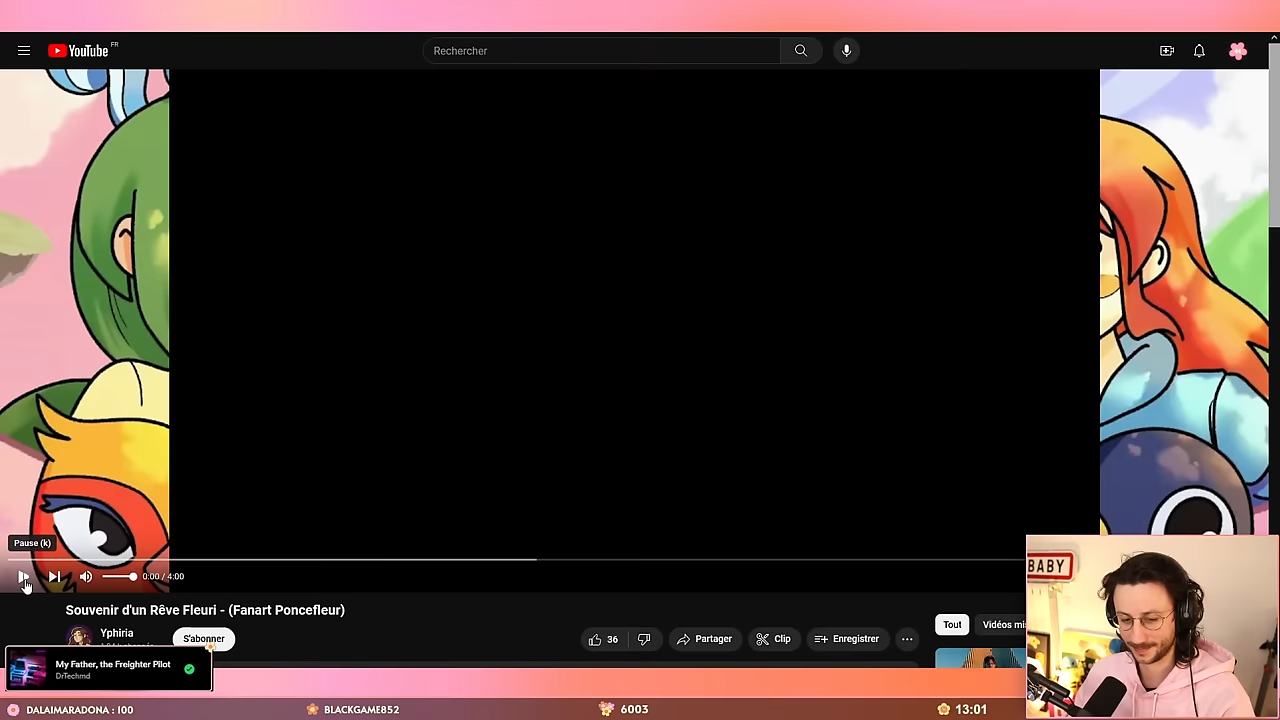 YouTube FR
Rechercher
Pause (k)
0:00 / 4:00
Souvenir d'un Rêve Fleuri - (Fanart Poncefleur)
Yphiria
S'abonner
36
Partager
Clip
Enregistrer
Tout
Vidéos mi
BABY
My Father, the Freighter Pilot
DrTechmd
DALAIMARADONA : 100
BLACKGAME852
6003
13:01